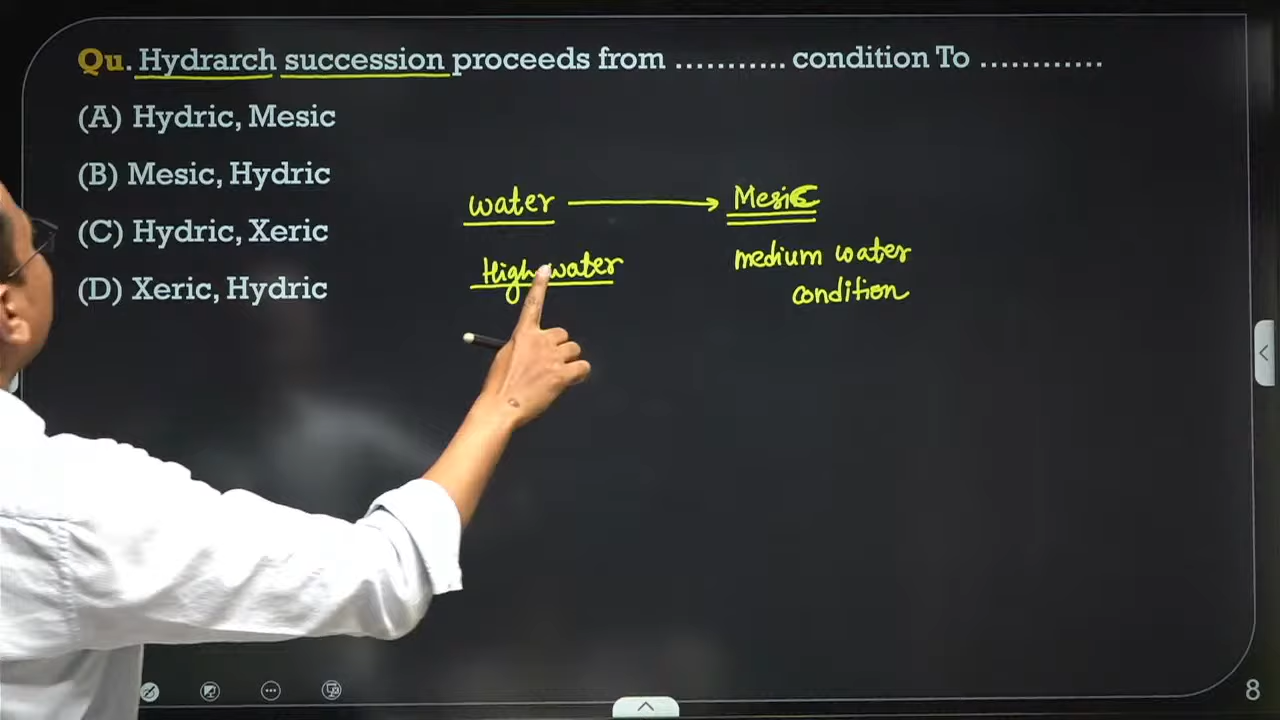 Qu. Hydrarch succession proceeds from ........... condition To ............
(A) Hydric, Mesic
(B) Mesic, Hydric
(C) Hydric, Xeric
(D) Xeric, Hydric
water → Mesic
High water
medium water
condition
8